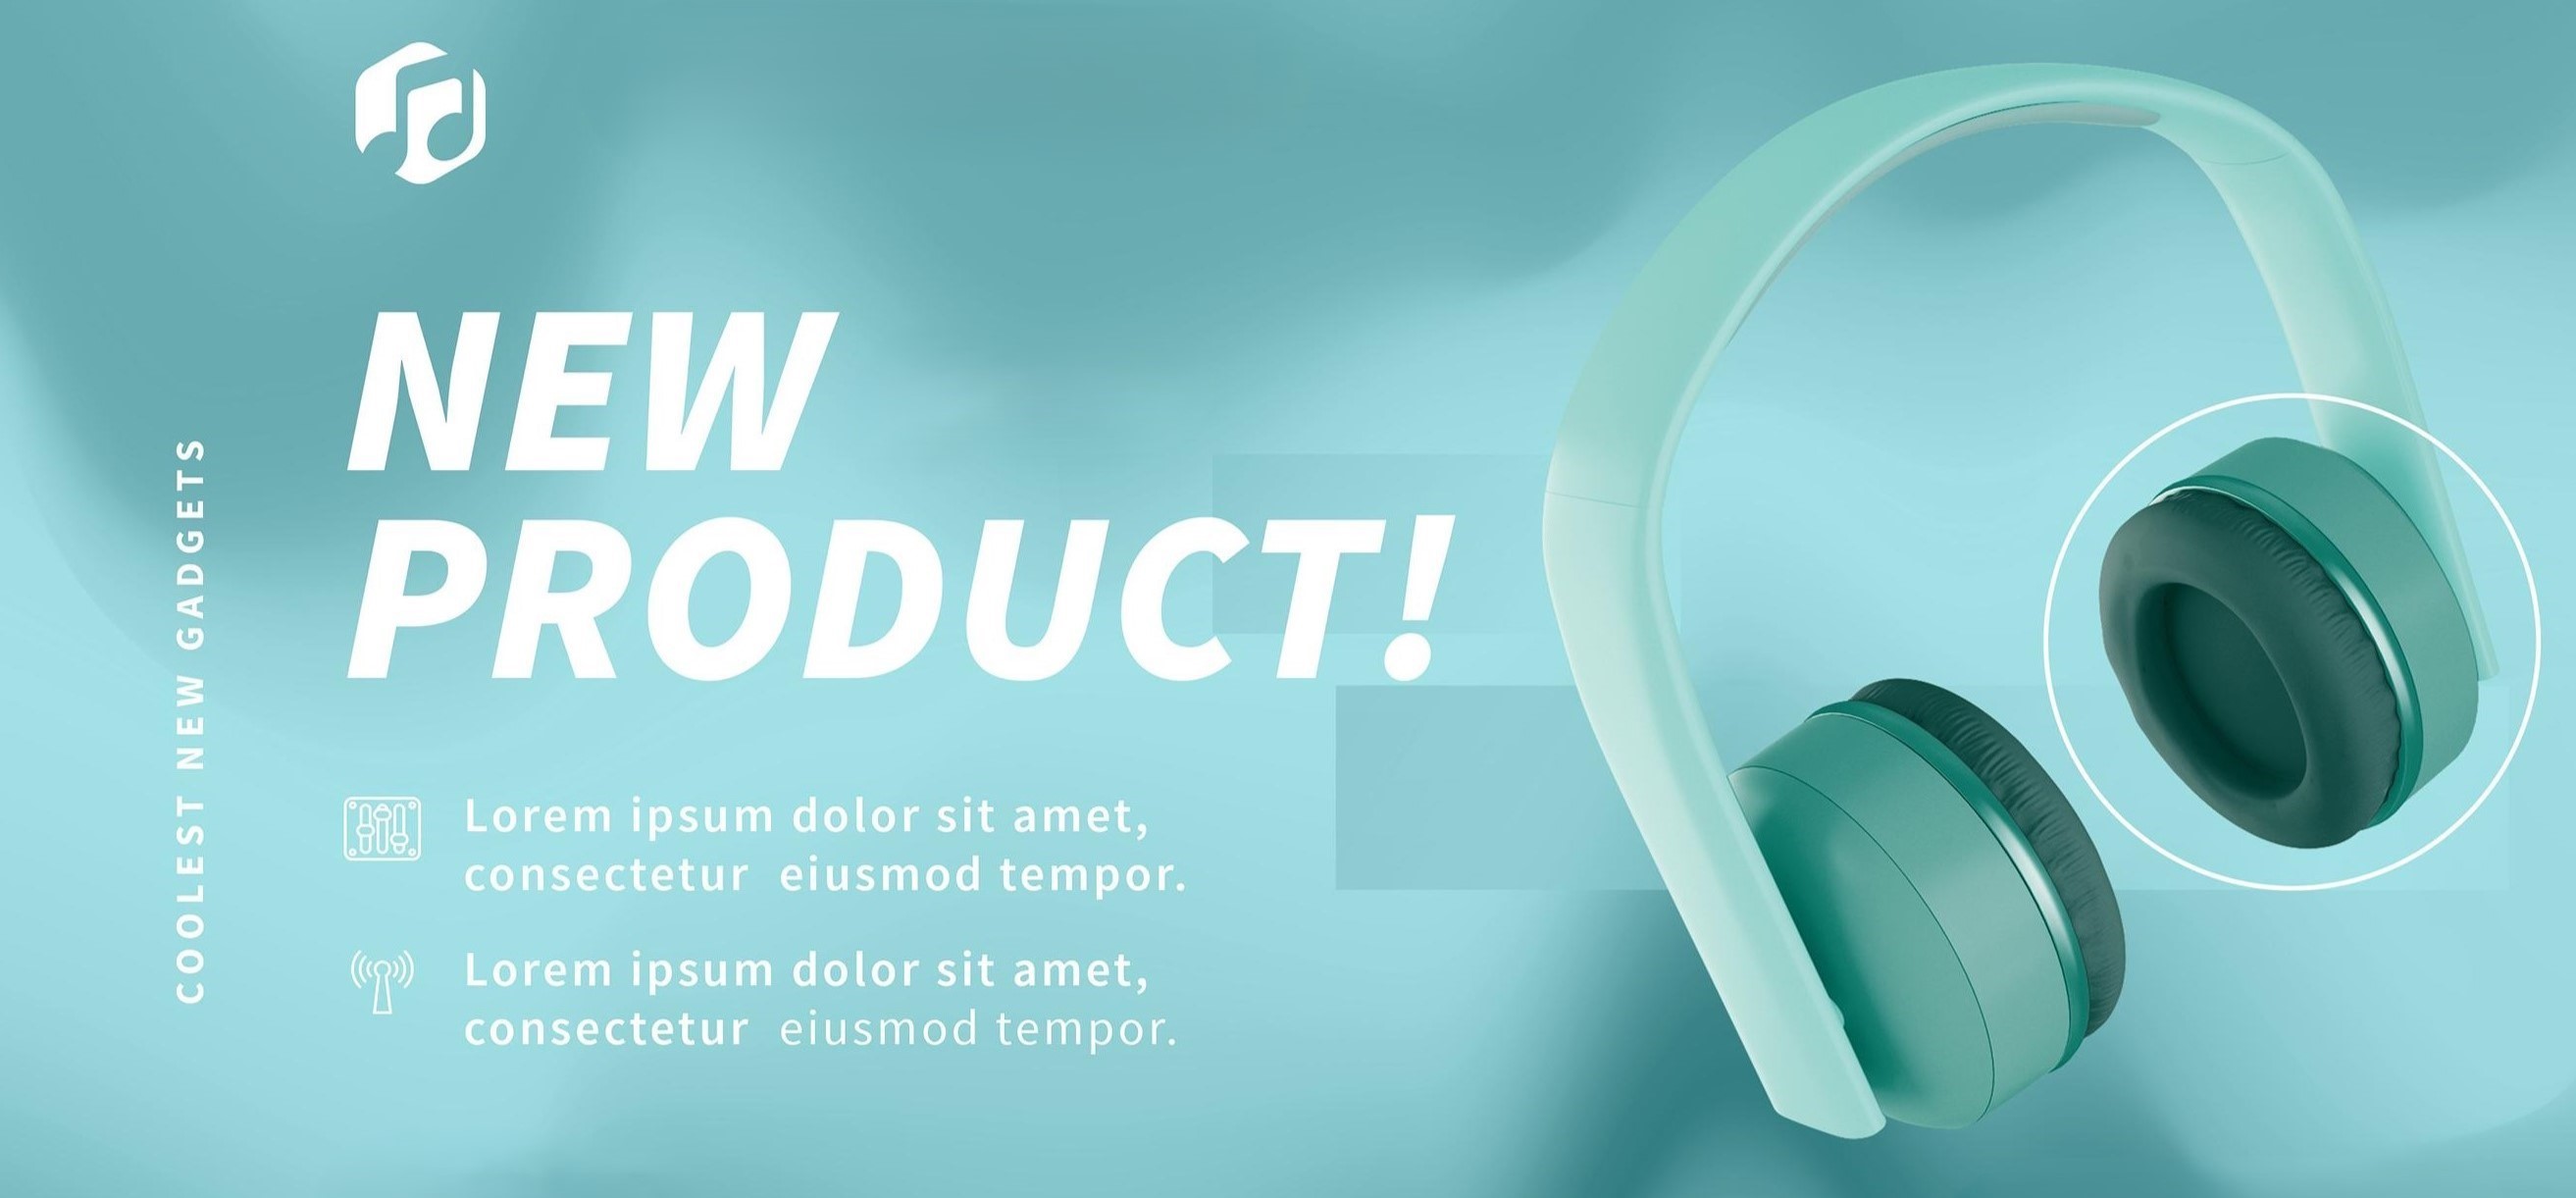 COOLEST NEW GADGETS
NEW
PRODUCT!
Lorem ipsum dolor sit amet,
consectetur eiusmod tempor.
Lorem ipsum dolor sit amet,
consectetur eiusmod tempor.